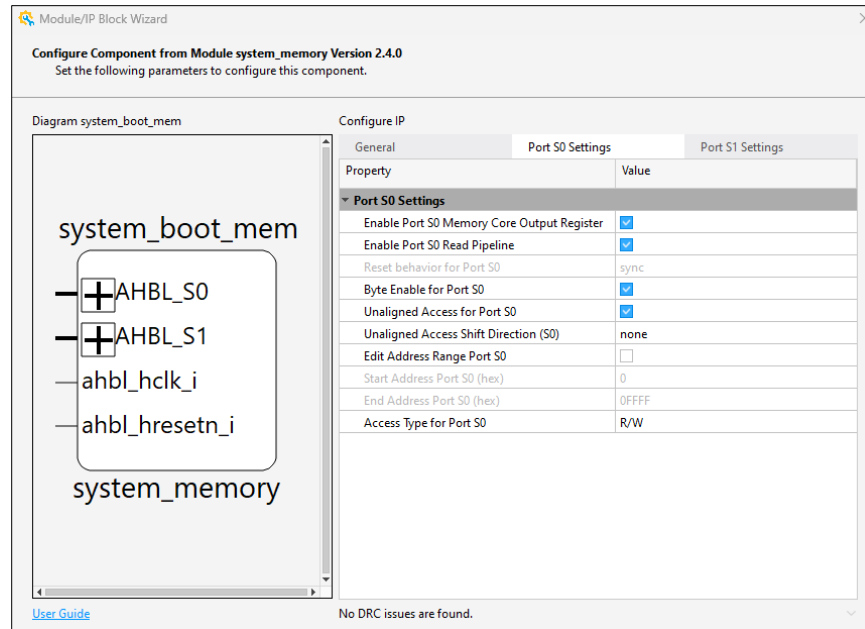 Module/IP Block Wizard
Configure Component from Module system_memory Version 2.4.0
Set the following parameters to configure this component.
Diagram system_boot_mem
system_boot_mem
AHBL_S0
AHBL_S1
ahbl_hclk_i
ahbl_hresetn_i
system_memory
User Guide
Configure IP
General Port S0 Settings Port S1 Settings
Property Value
Port S0 Settings
Enable Port S0 Memory Core Output Register
Enable Port S0 Read Pipeline
Reset behavior for Port S0 sync
Byte Enable for Port S0
Unaligned Access for Port S0
Unaligned Access Shift Direction (S0) none
Edit Address Range Port S0
Start Address Port S0 (hex) 0
End Address Port S0 (hex) 0FFFF
Access Type for Port S0 R/W
No DRC issues are found.